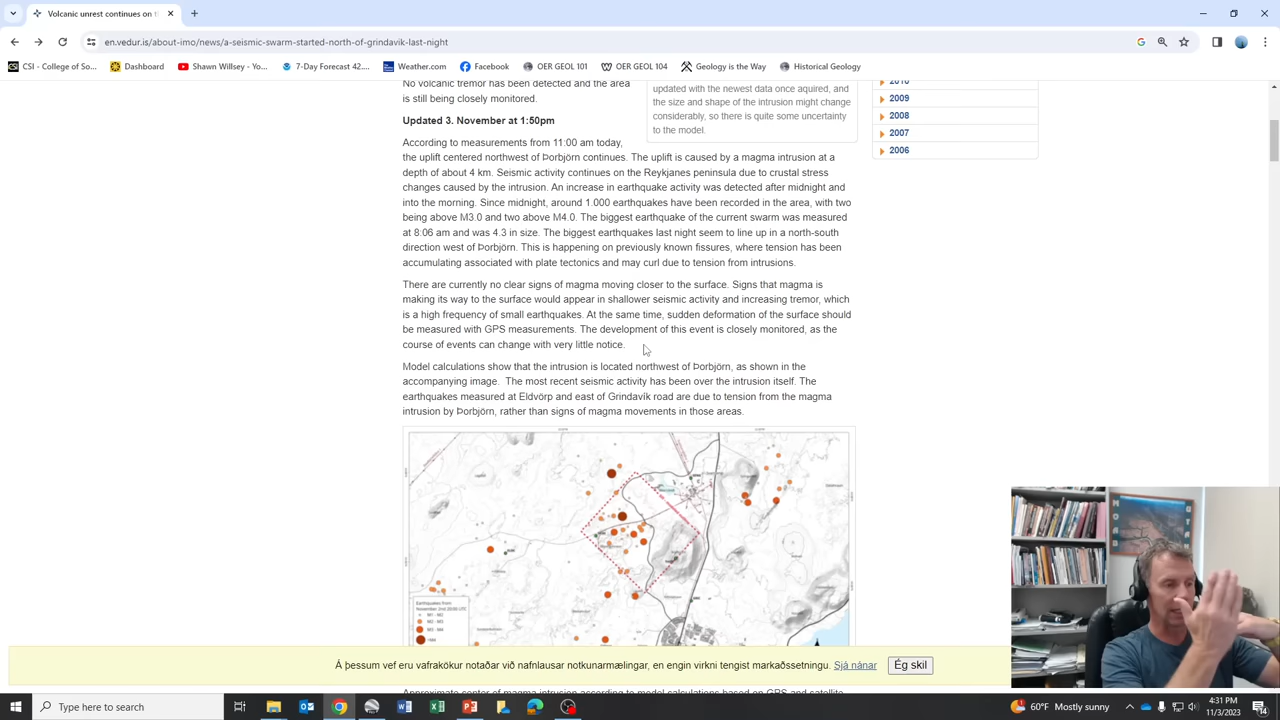 Volcanic unrest continues on t
en.vedur.is/about-imo/news/a-seismic-swarm-started-north-of-grindavik-last-night
CSI - College of So...
Dashboard
Shawn Willsey - Yo...
7-Day Forecast 42....
Weather.com
Facebook
OER GEOL 101
OER GEOL 104
Geology is the Way
Historical Geology
No volcanic tremor has been detected and the area
is still being closely monitored.
updated with the newest data once aquired, and
the size and shape of the intrusion might change
considerably, so there is quite some uncertainty
to the model.
2010
2009
2008
2007
2006
Updated 3. November at 1:50pm
According to measurements from 11:00 am today,
the uplift centered northwest of Þorbjörn continues. The uplift is caused by a magma intrusion at a
depth of about 4 km. Seismic activity continues on the Reykjanes peninsula due to crustal stress
changes caused by the intrusion. An increase in earthquake activity was detected after midnight and
into the morning. Since midnight, around 1.000 earthquakes have been recorded in the area, with two
being above M3.0 and two above M4.0. The biggest earthquake of the current swarm was measured
at 8:06 am and was 4.3 in size. The biggest earthquakes last night seem to line up in a north-south
direction west of Þorbjörn. This is happening on previously known fissures, where tension has been
accumulating associated with plate tectonics and may curl due to tension from intrusions.
There are currently no clear signs of magma moving closer to the surface. Signs that magma is
making its way to the surface would appear in shallower seismic activity and increasing tremor, which
is a high frequency of small earthquakes. At the same time, sudden deformation of the surface should
be measured with GPS measurements. The development of this event is closely monitored, as the
course of events can change with very little notice.
Model calculations show that the intrusion is located northwest of Þorbjörn, as shown in the
accompanying image. The most recent seismic activity has been over the intrusion itself. The
earthquakes measured at Eldvörp and east of Grindavík road are due to tension from the magma
intrusion by Þorbjörn, rather than signs of magma movements in those areas.
Earthquakes from
Á þessum vef eru vafrakökur notaðar við nafnlausar notkunarmælingar, en engin virkni tengist markaðssetningu. Sjá nánar
Ég skil
Approximate center of magma intrusion according to model calculations based on GPS and satellite
Type here to search
60°F Mostly sunny
4:31 PM
11/3/2023
14